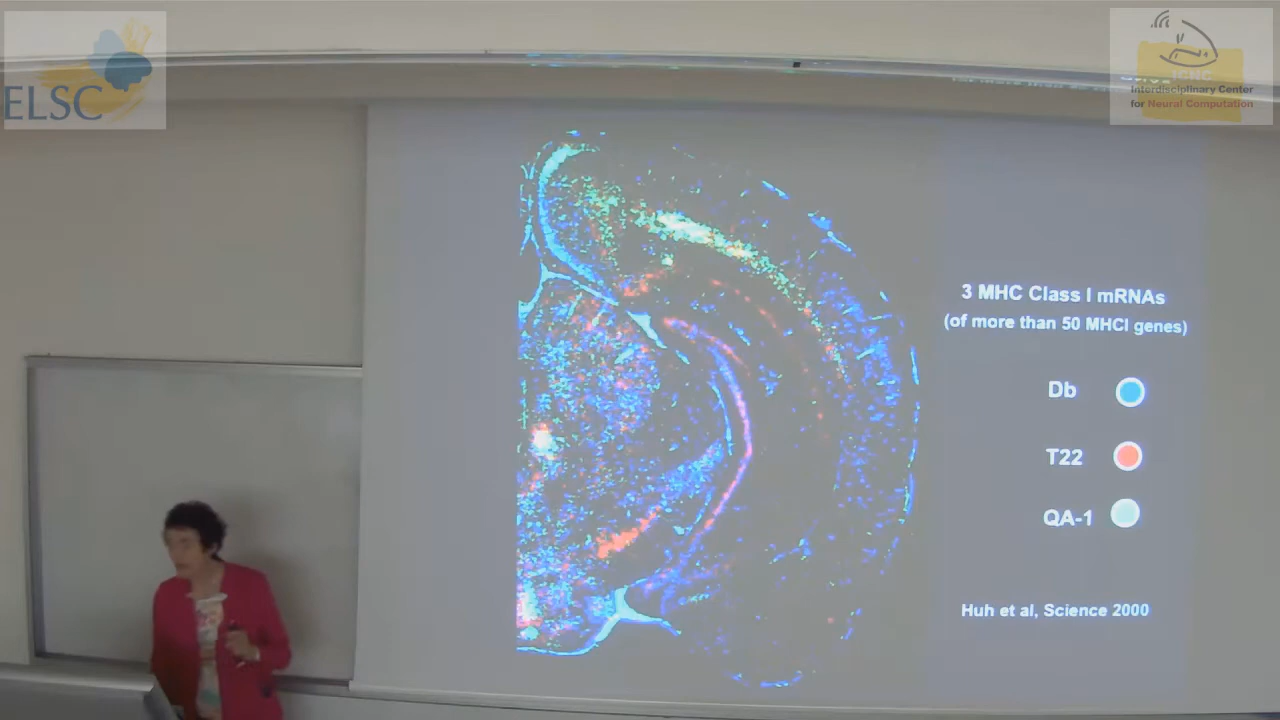 ELSC
ICNC
Interdisciplinary Center
for Neural Computation
3 MHC Class I mRNAs
(of more than 50 MHCI genes)
Db
T22
QA-1
Huh et al, Science 2000